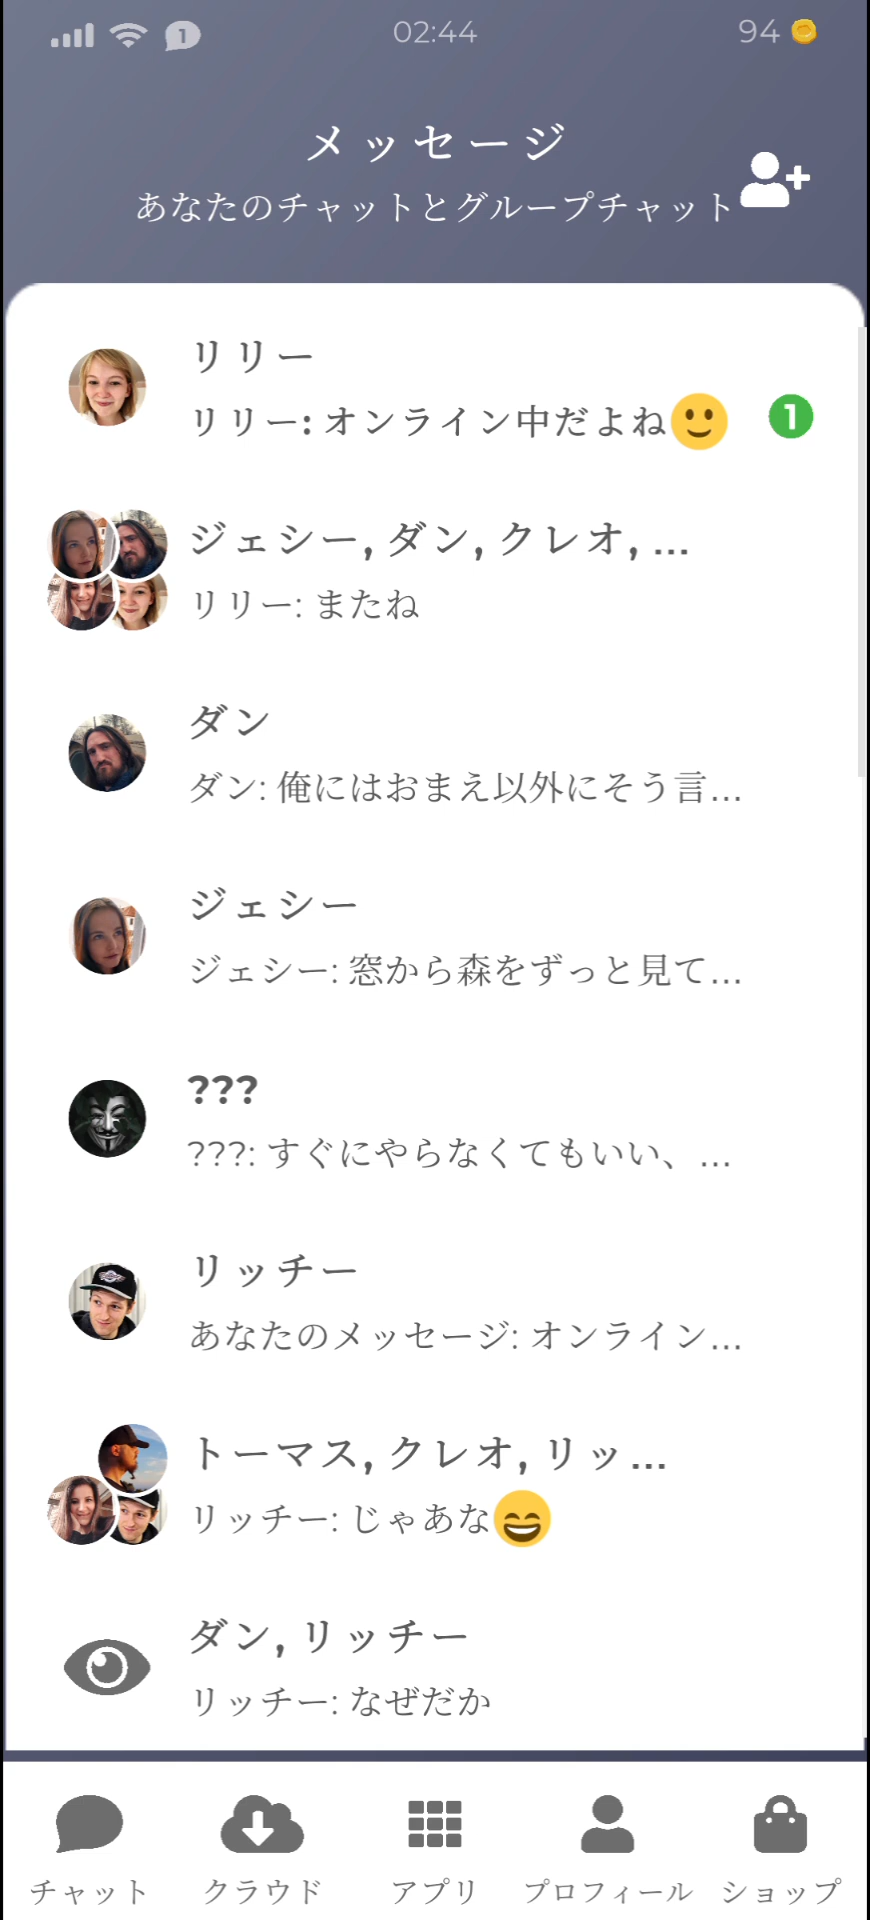 1
02:44
94
メッセージ
あなたのチャットとグループチャット
リリー
リリー: オンライン中だよね🙂
1
ジェシー, ダン, クレオ, ...
リリー: またね
ダン
ダン: 俺にはおまえ以外にそう言...
ジェシー
ジェシー: 窓から森をずっと見て...
???
???: すぐにやらなくてもいい、...
リッチー
あなたのメッセージ: オンライン...
トーマス, クレオ, リッ...
リッチー: じゃあな😄
ダン, リッチー
リッチー: なぜだか
チャット
クラウド
アプリ
プロフィール
ショップ